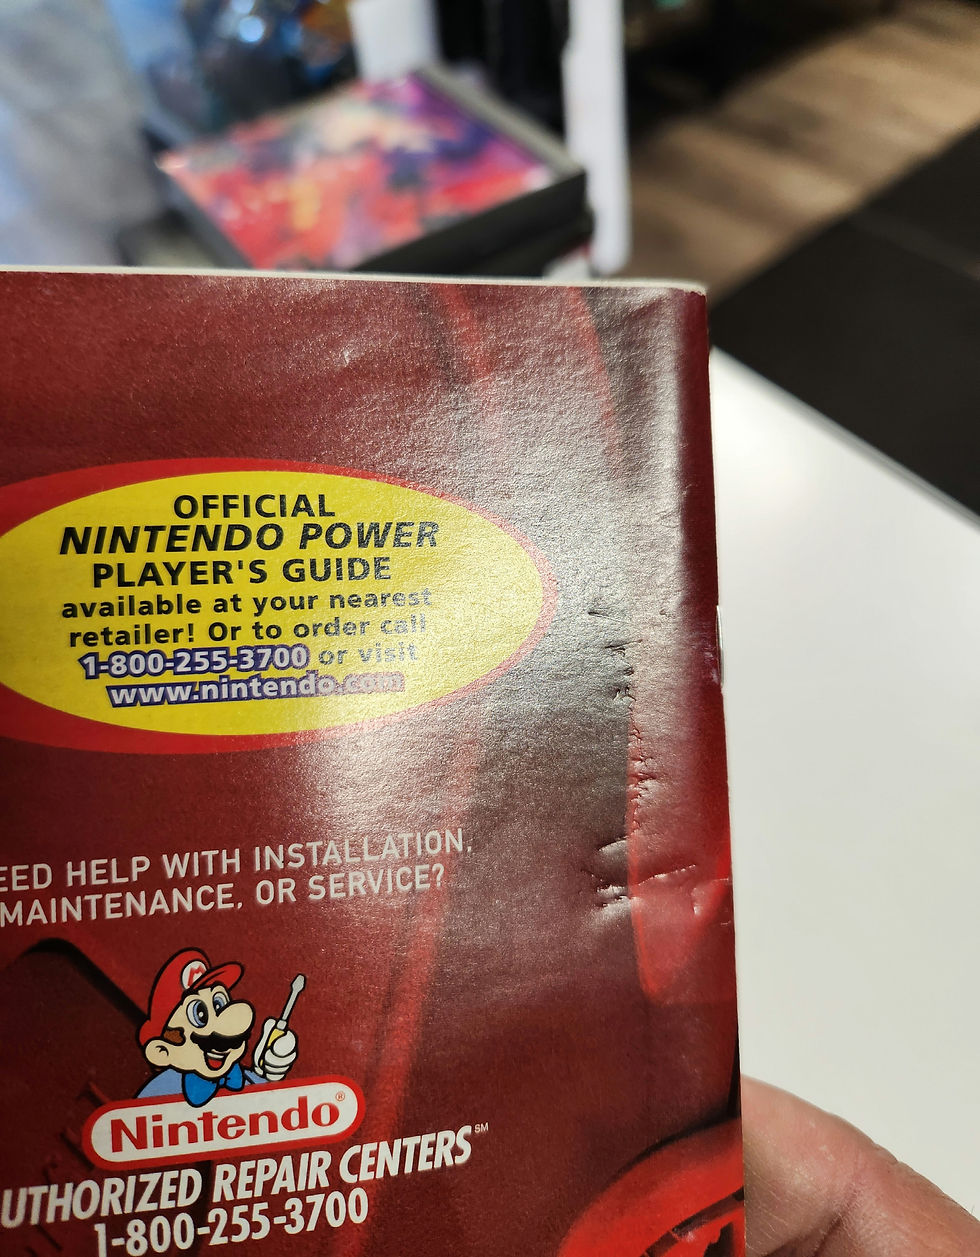 OFFICIAL
NINTENDO POWER
PLAYER'S GUIDE
available at your nearest
retailer! Or to order call
1-800-255-3700 or visit
www.nintendo.com
EED HELP WITH INSTALLATION,
MAINTENANCE, OR SERVICE?
M
Nintendo®
UTHORIZED REPAIR CENTERS℠
1-800-255-3700